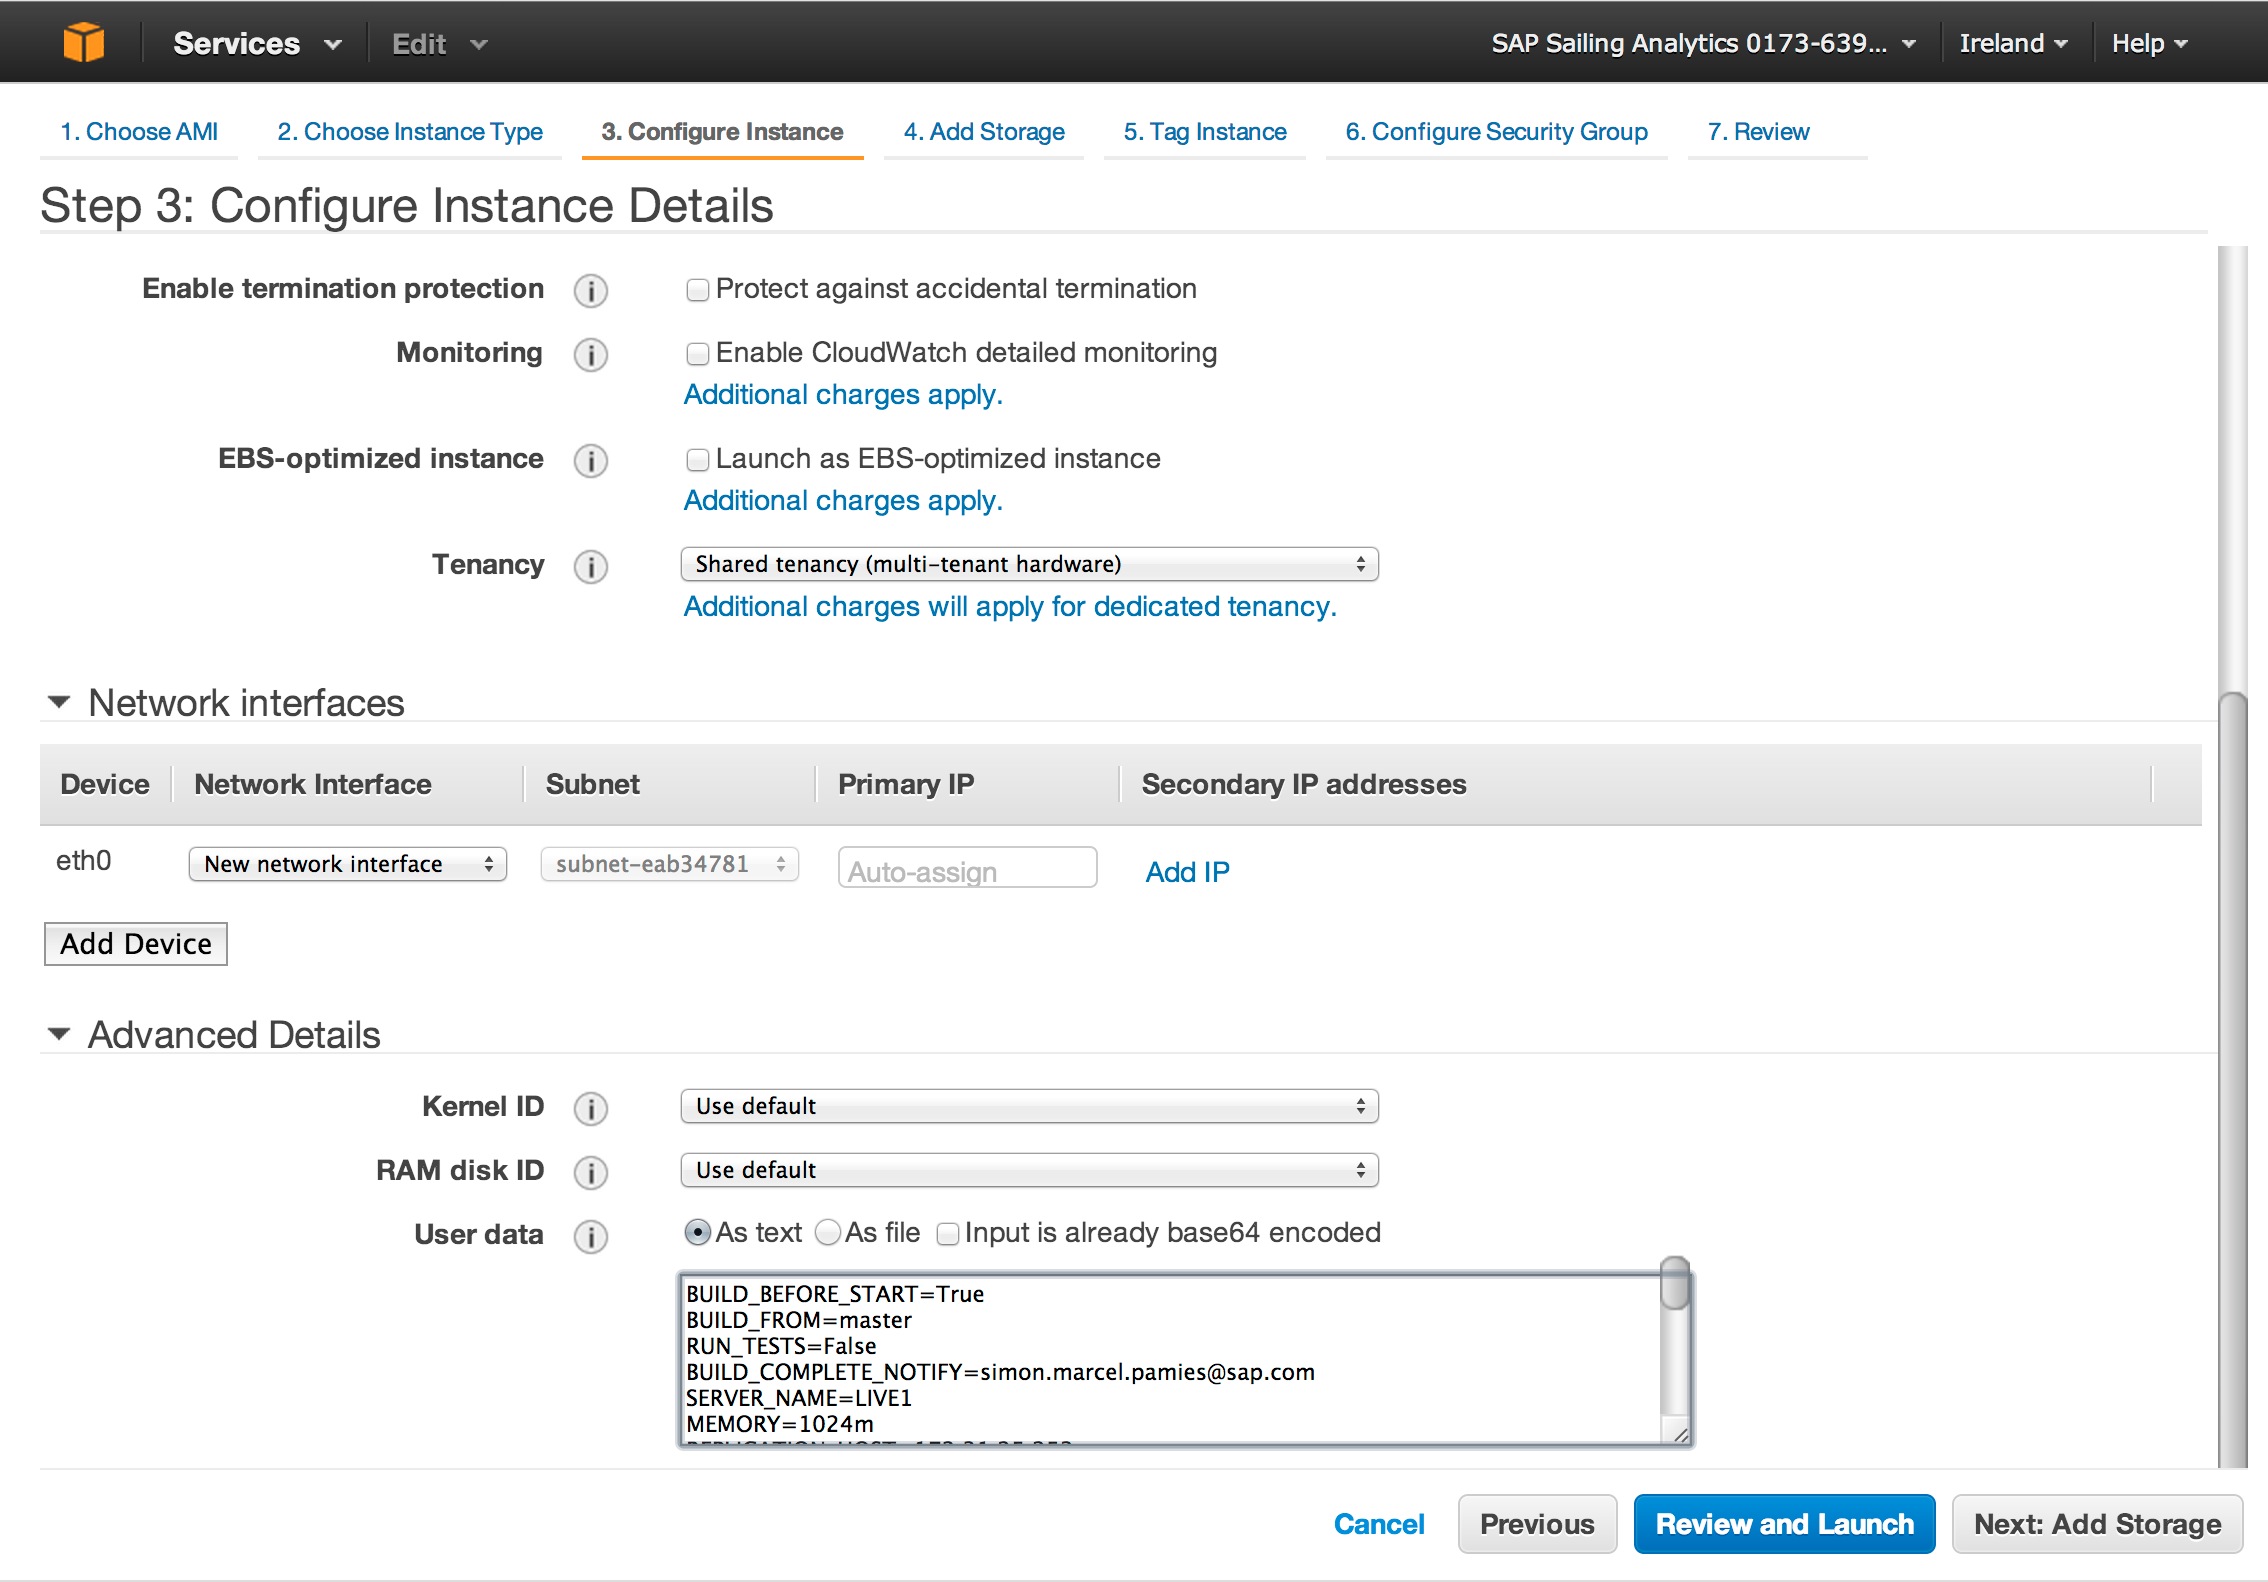 Services Edit SAP Sailing Analytics 0173-639... Ireland Help
1. Choose AMI 2. Choose Instance Type 3. Configure Instance 4. Add Storage 5. Tag Instance 6. Configure Security Group 7. Review
Step 3: Configure Instance Details
Enable termination protection i Protect against accidental termination
Monitoring i Enable CloudWatch detailed monitoring
Additional charges apply.
EBS-optimized instance i Launch as EBS-optimized instance
Additional charges apply.
Tenancy i Shared tenancy (multi-tenant hardware)
Additional charges will apply for dedicated tenancy.
Network interfaces
Device Network Interface Subnet Primary IP Secondary IP addresses
eth0 New network interface subnet-eab34781 Auto-assign Add IP
Add Device
Advanced Details
Kernel ID i Use default
RAM disk ID i Use default
User data i As text As file Input is already base64 encoded
BUILD_BEFORE_START=True
BUILD_FROM=master
RUN_TESTS=False
BUILD_COMPLETE_NOTIFY=simon.marcel.pamies@sap.com
SERVER_NAME=LIVE1
MEMORY=1024m
Cancel Previous Review and Launch Next: Add Storage